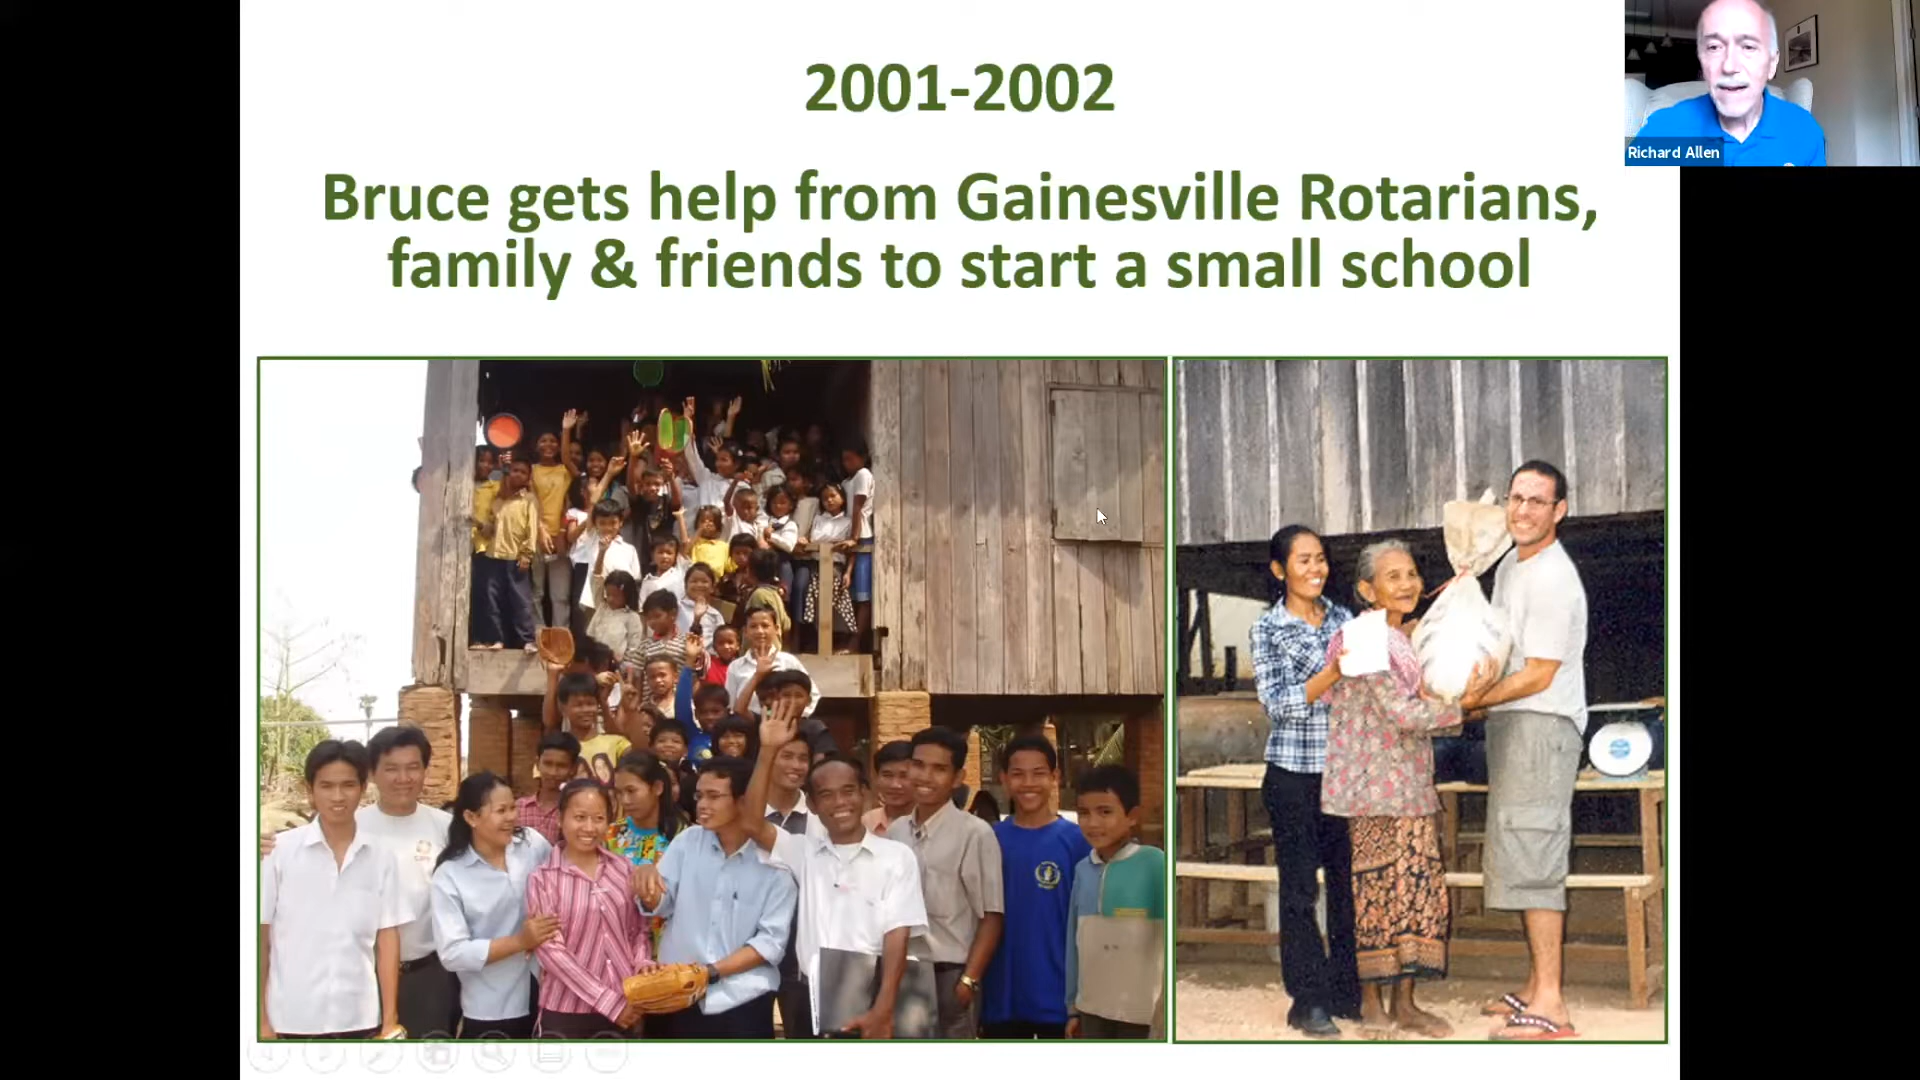 2001-2002
Bruce gets help from Gainesville Rotarians,
family & friends to start a small school
Richard Allen